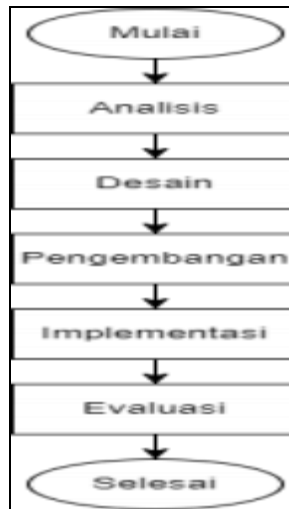 Mulai
Analisis
Desain
Pengembangan
Implementasi
Evaluasi
Selesai